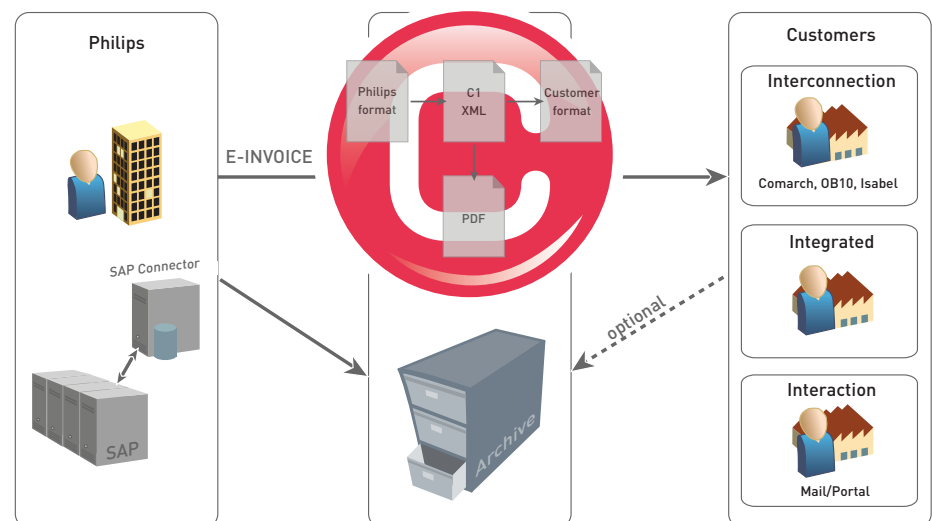 Philips
SAP Connector
SAP
E-INVOICE
Philips
format
C1
XML
Customer
format
PDF
Archive
optional
Customers
Interconnection
Comarch, OB10, Isabel
Integrated
Interaction
Mail/Portal